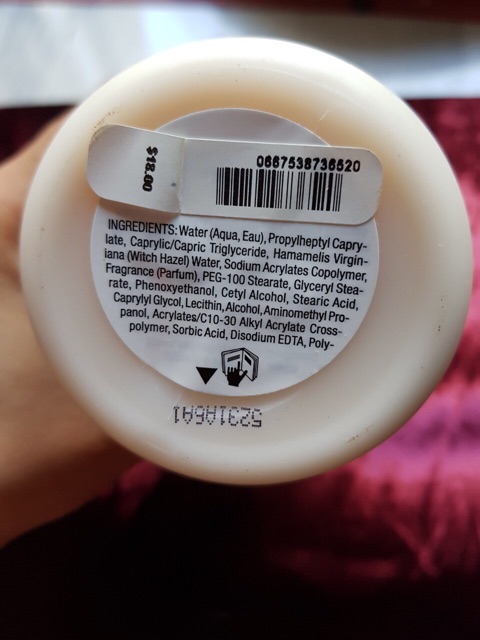 $18.00
0667538736520
INGREDIENTS: Water (Aqua, Eau), Propylheptyl Capry-
late, Caprylic/Capric Triglyceride, Hamamelis Virgin-
iana (Witch Hazel) Water, Sodium Acrylates Copolymer,
Fragrance (Parfum), PEG-100 Stearate, Glyceryl Stea-
rate, Phenoxyethanol, Cetyl Alcohol, Stearic Acid,
Caprylyl Glycol, Lecithin, Alcohol, Aminomethyl Pro-
panol, Acrylates/C10-30 Alkyl Acrylate Cross-
polymer, Sorbic Acid, Disodium EDTA, Poly-
5231A6A1